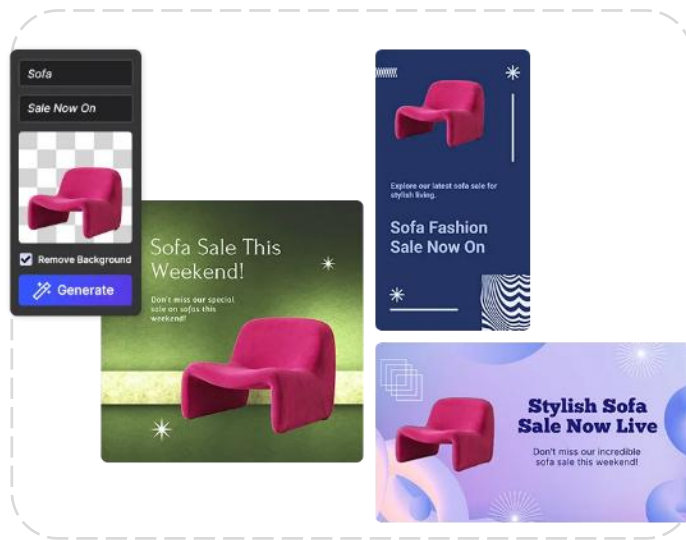 Sofa
Sale Now On
Remove Background
Generate
Sofa Sale This
Weekend!
Don't miss our special
sale on sofas this
weekend!
Explore our latest sofa sale for
stylish living.
Sofa Fashion
Sale Now On
Stylish Sofa
Sale Now Live
Don't miss our incredible
sofa sale this weekend!